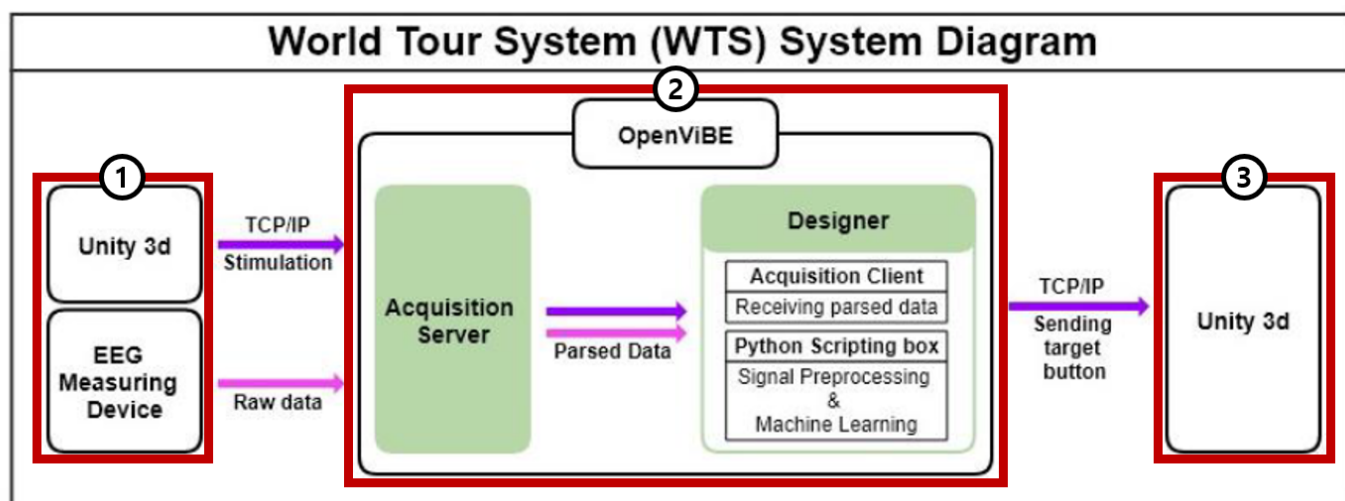 World Tour System (WTS) System Diagram
1
Unity 3d
EEG
Measuring
Device
TCP/IP
Stimulation
Raw data
2
OpenViBE
Acquisition
Server
Parsed Data
Designer
Acquisition Client
Receiving parsed data
Python Scripting box
Signal Preprocessing
&
Machine Learning
TCP/IP
Sending
target
button
3
Unity 3d